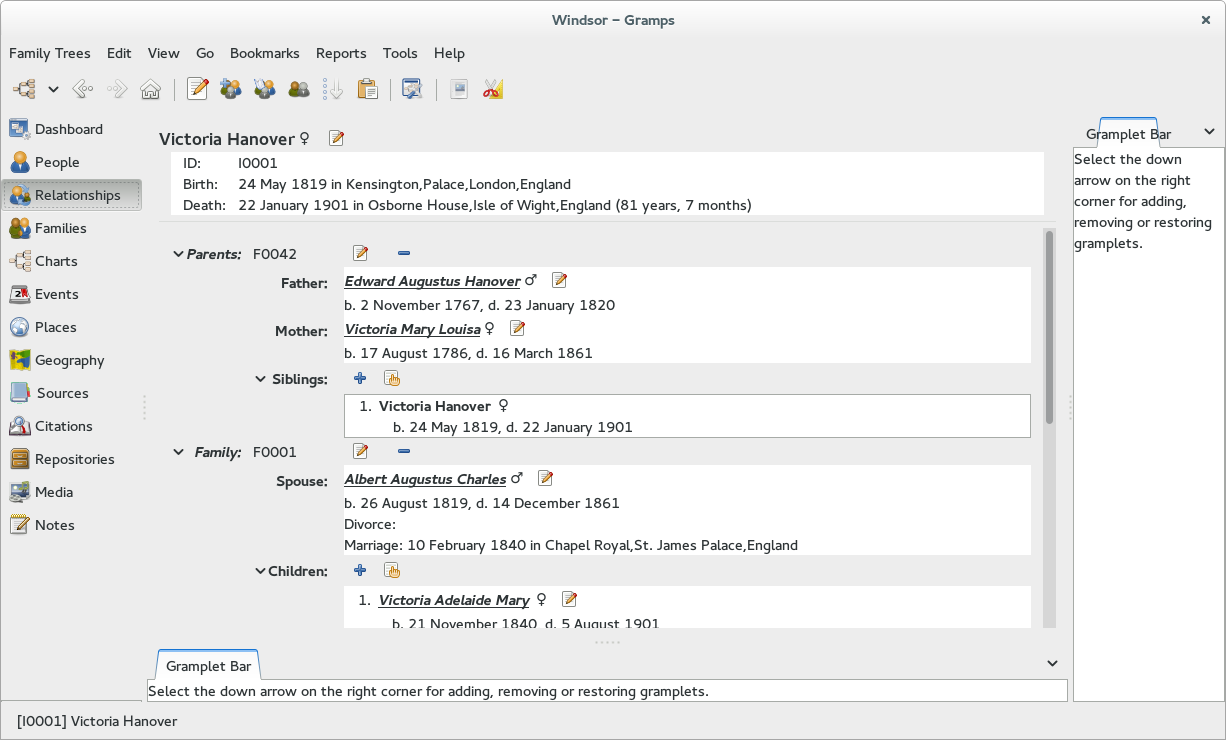 Windsor – Gramps
Family Trees Edit View Go Bookmarks Reports Tools Help
Dashboard
People
Relationships
Families
Charts
Events
Places
Geography
Sources
Citations
Repositories
Media
Notes
Victoria Hanover ♀
ID: I0001
Birth: 24 May 1819 in Kensington,Palace,London,England
Death: 22 January 1901 in Osborne House,Isle of Wight,England (81 years, 7 months)
Parents: F0042
Father: Edward Augustus Hanover ♂
b. 2 November 1767, d. 23 January 1820
Mother: Victoria Mary Louisa ♀
b. 17 August 1786, d. 16 March 1861
Siblings:
1. Victoria Hanover ♀
b. 24 May 1819, d. 22 January 1901
Family: F0001
Spouse: Albert Augustus Charles ♂
b. 26 August 1819, d. 14 December 1861
Divorce:
Marriage: 10 February 1840 in Chapel Royal,St. James Palace,England
Children:
1. Victoria Adelaide Mary ♀
b. 21 November 1840, d. 5 August 1901
Gramplet Bar
Select the down arrow on the right corner for adding, removing or restoring gramplets.
Gramplet Bar
Select the down
arrow on the right
corner for adding,
removing or restoring
gramplets.
[I0001] Victoria Hanover